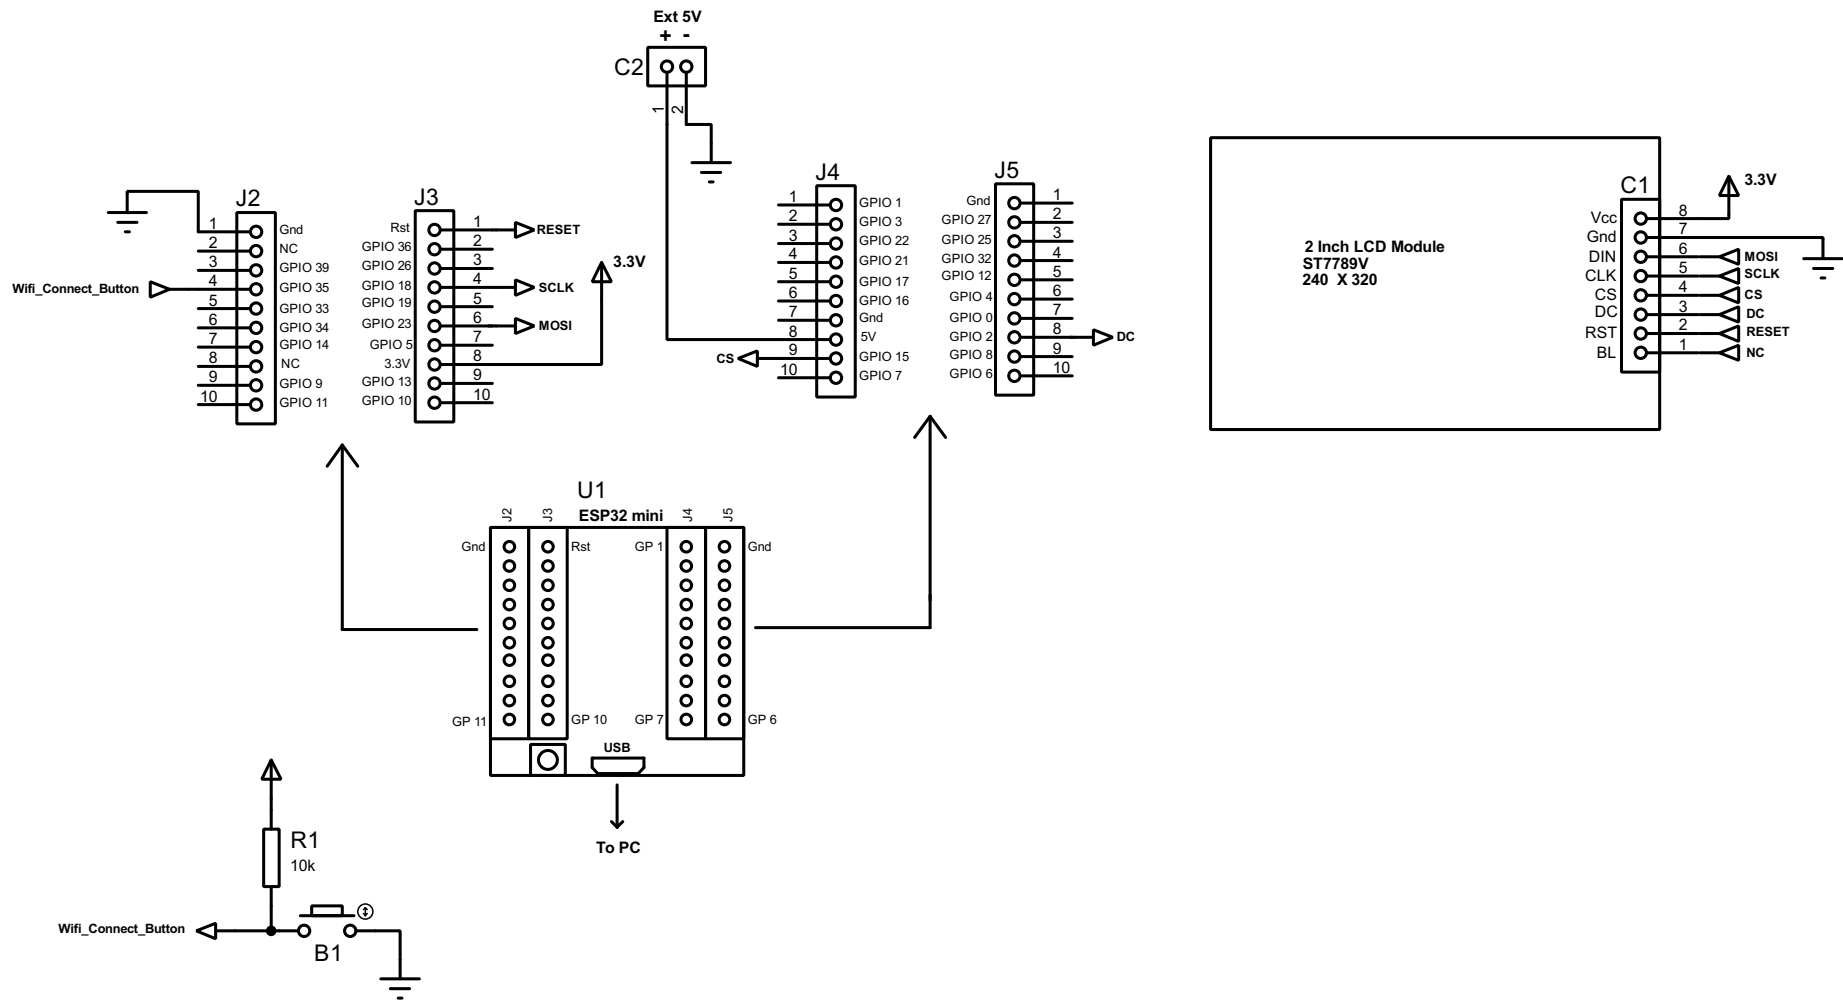 Ext 5V
+ -
C2
1
2
J2
1 Gnd
2 NC
3 GPIO 39
Wifi_Connect_Button 4 GPIO 35
5 GPIO 33
6 GPIO 34
7 GPIO 14
8 NC
9 GPIO 9
10 GPIO 11
J3
Rst 1 RESET
GPIO 36 2
GPIO 26 3
3.3V
GPIO 18 4 SCLK
GPIO 19 5
GPIO 23 6 MOSI
GPIO 5 7
3.3V 8
GPIO 13 9
GPIO 10 10
J4
1 GPIO 1
2 GPIO 3
3 GPIO 22
4 GPIO 21
5 GPIO 17
6 GPIO 16
7 Gnd
8 5V
CS 9 GPIO 15
10 GPIO 7
J5
Gnd 1
GPIO 27 2
GPIO 25 3
GPIO 32 4
GPIO 12 5
GPIO 4 6
GPIO 0 7
GPIO 2 8 DC
GPIO 8 9
GPIO 6 10
2 Inch LCD Module
ST7789V
240 X 320
C1
3.3V
Vcc 8
Gnd 7
DIN 6 MOSI
CLK 5 SCLK
CS 4 CS
DC 3 DC
RST 2 RESET
BL 1 NC
U1
ESP32 mini
J2 J3 J4 J5
Gnd Rst GP 1 Gnd
GP 11 GP 10 GP 7 GP 6
USB
To PC
R1
10k
Wifi_Connect_Button
B1